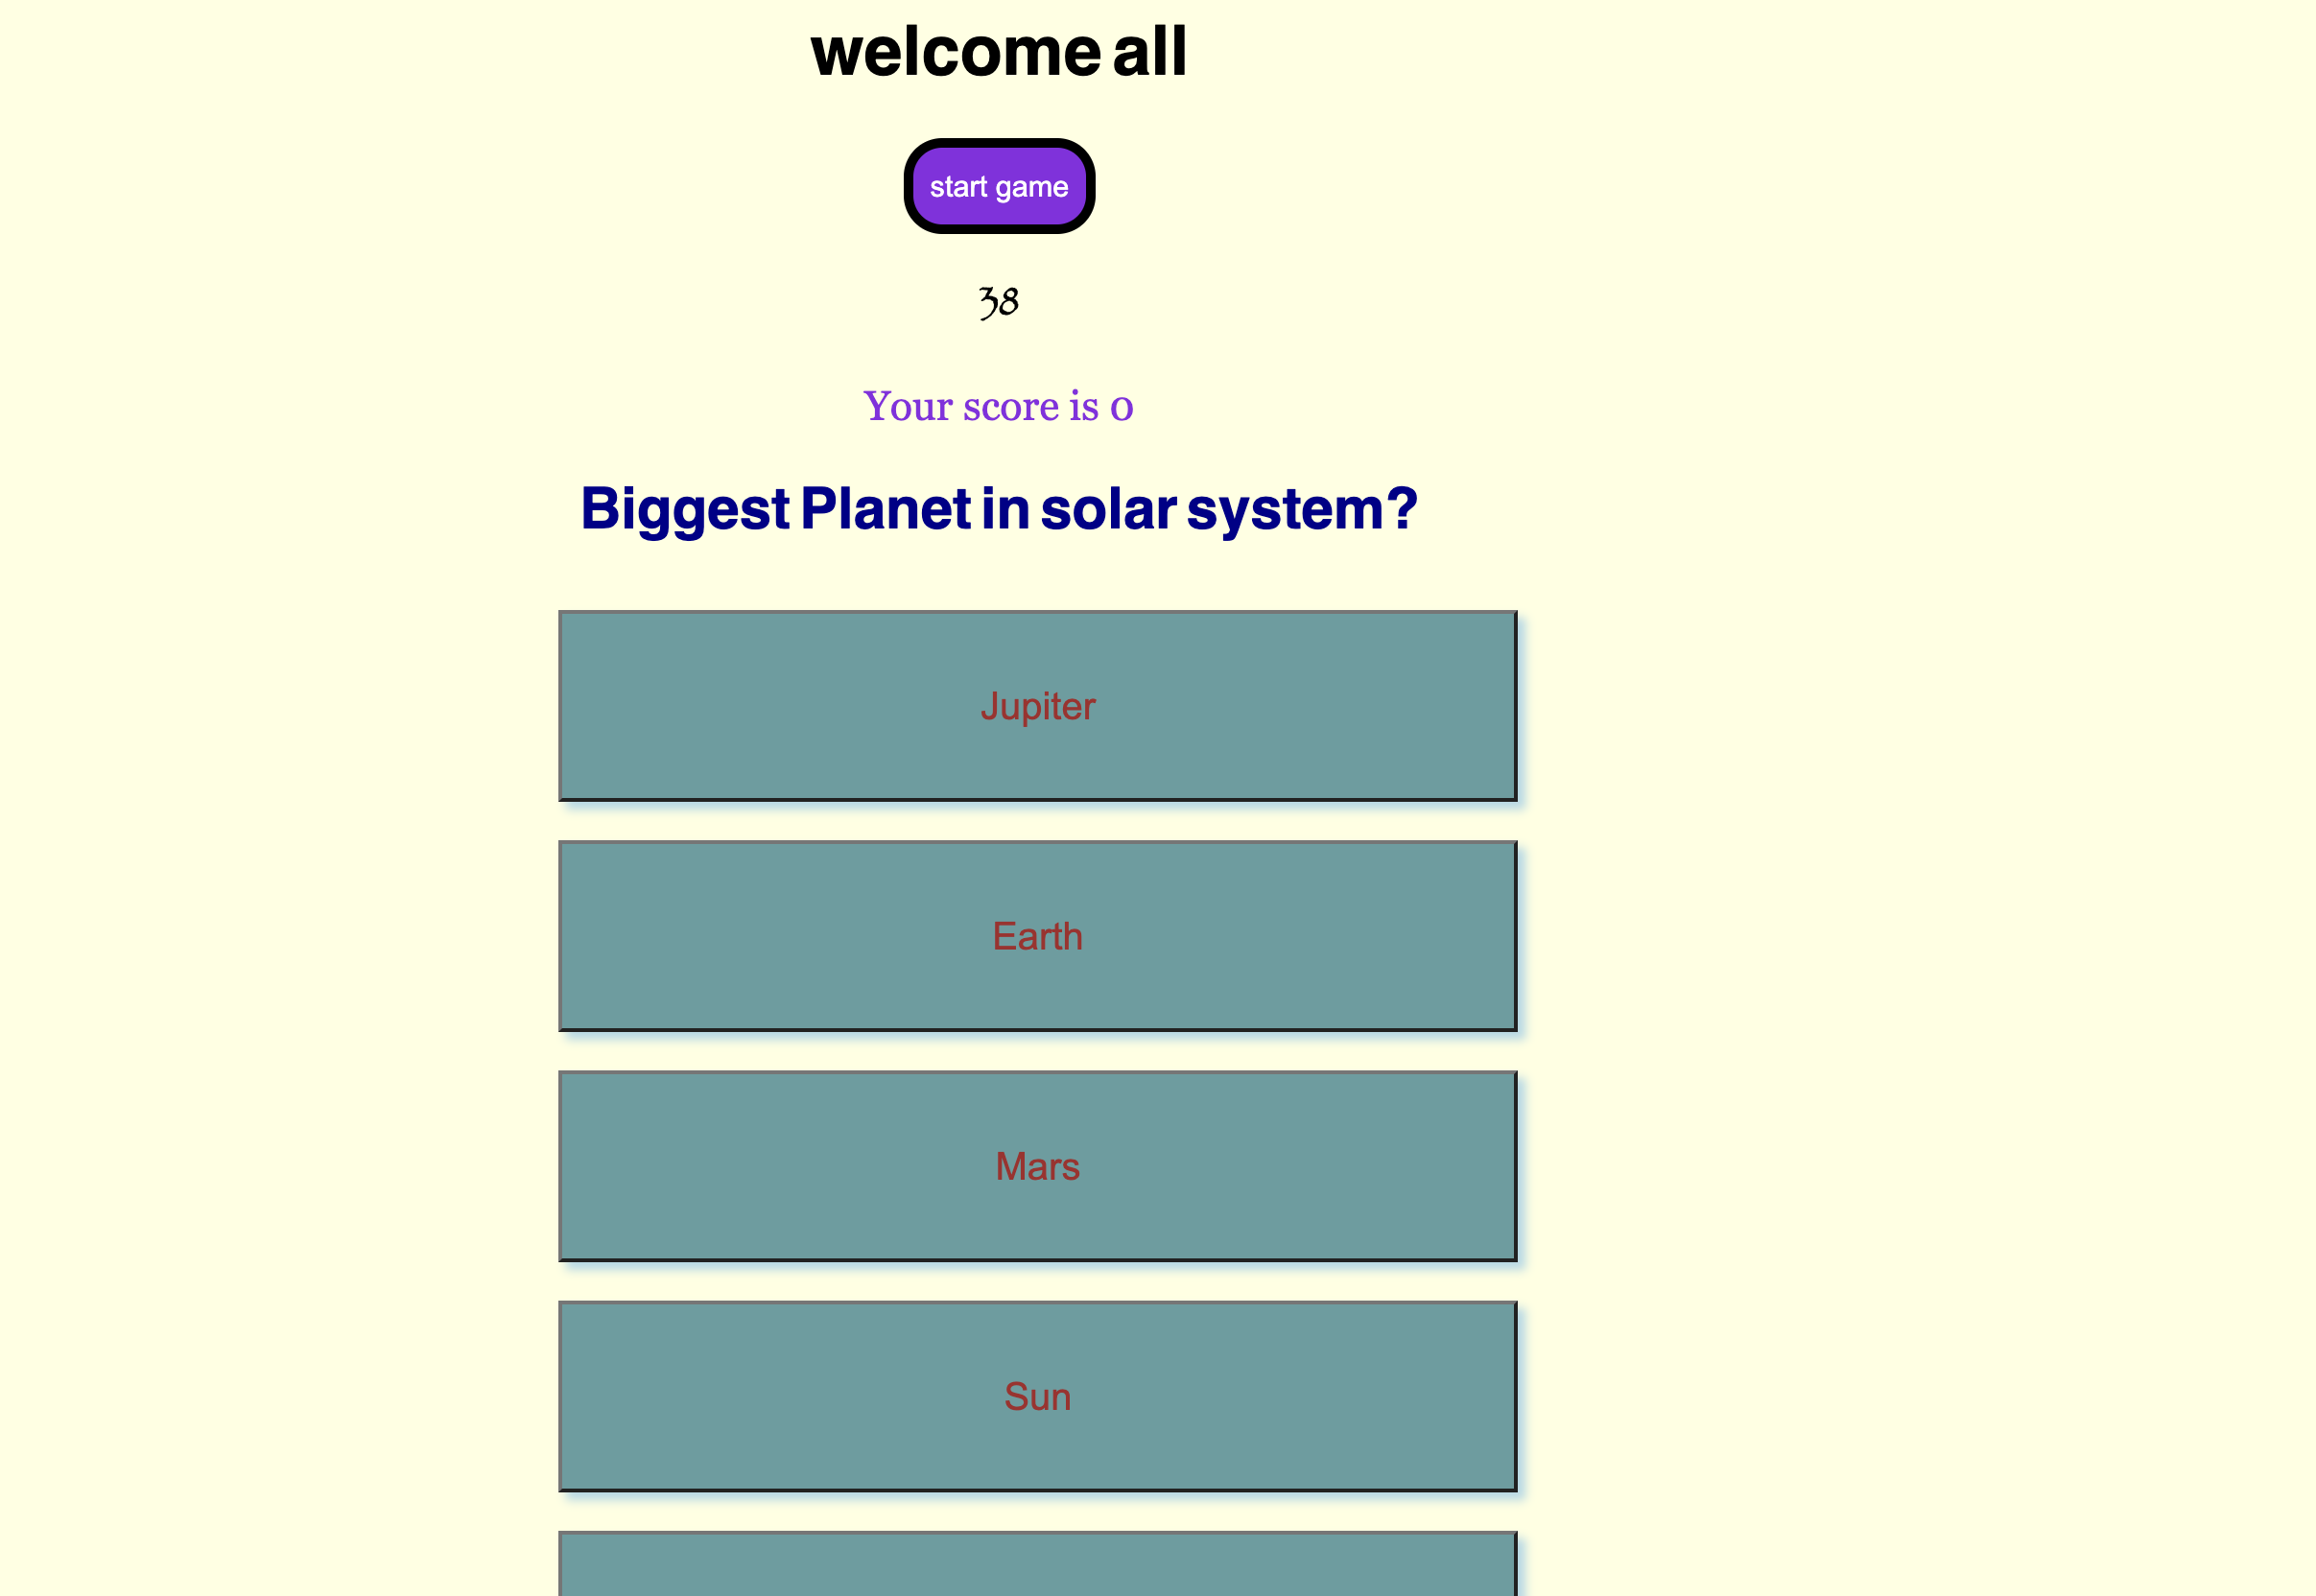 welcome all
start game
38
Your score is 0
Biggest Planet in solar system?
Jupiter
Earth
Mars
Sun